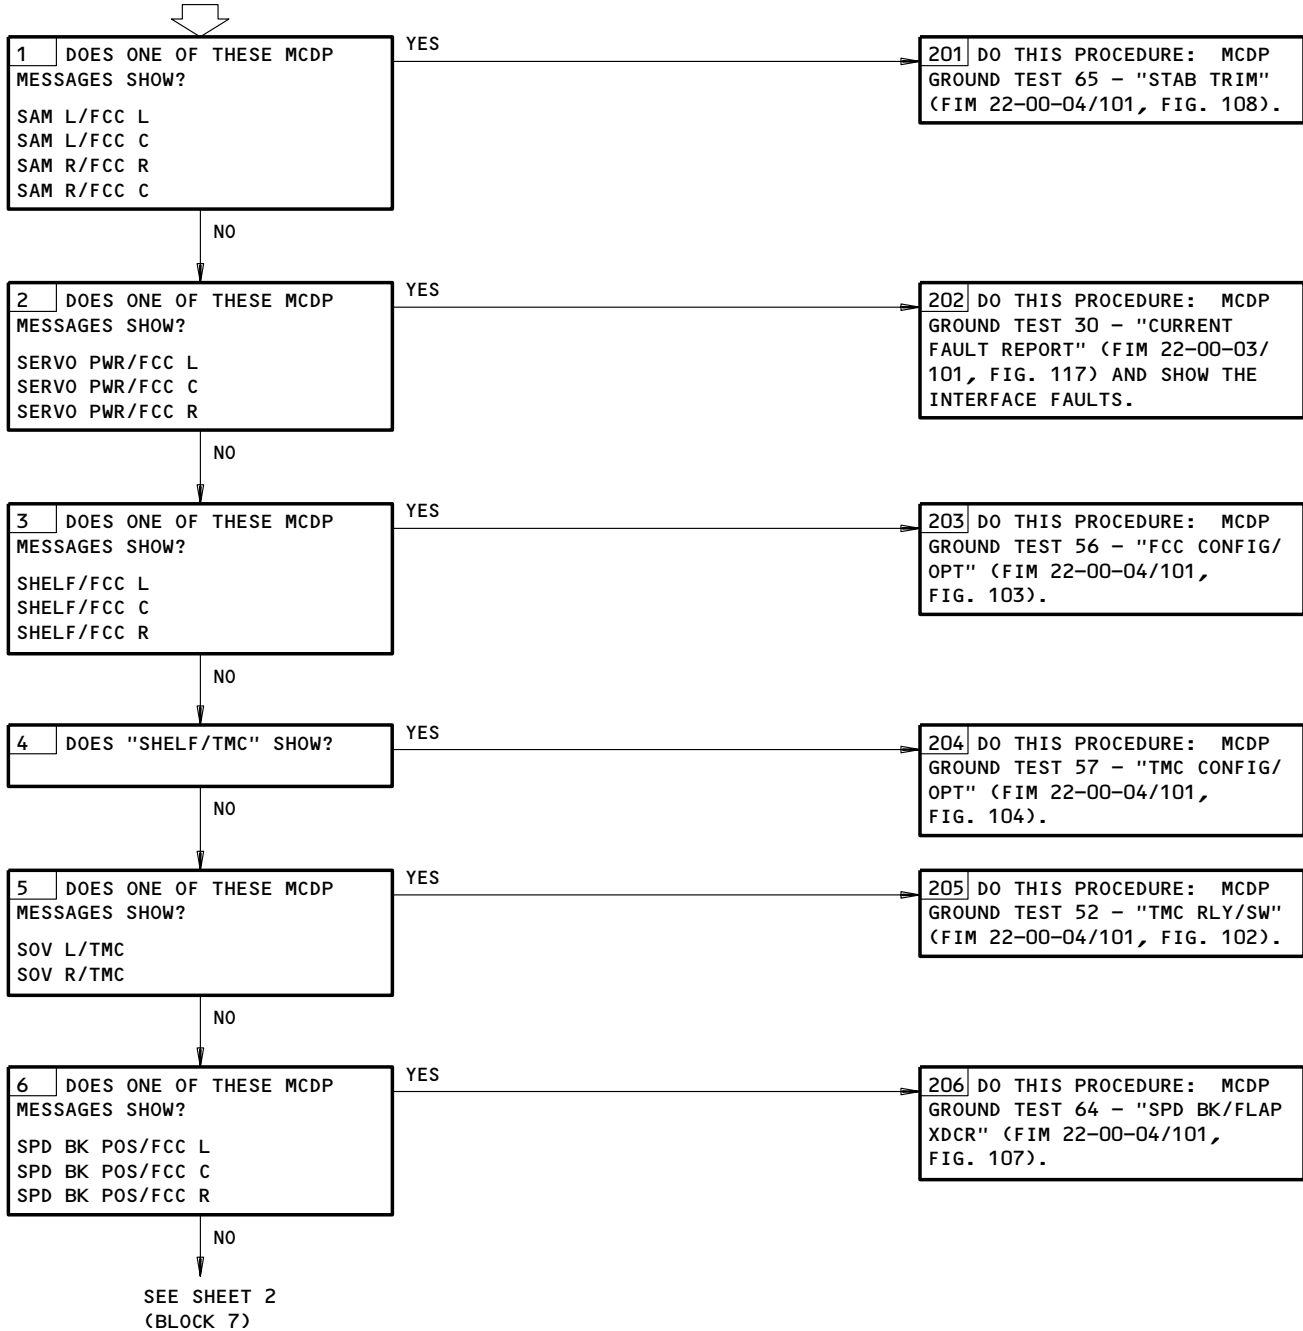 1 DOES ONE OF THESE MCDP
MESSAGES SHOW?
SAM L/FCC L
SAM L/FCC C
SAM R/FCC R
SAM R/FCC C
YES
201 DO THIS PROCEDURE: MCDP
GROUND TEST 65 – "STAB TRIM"
(FIM 22–00–04/101, FIG. 108).
NO
2 DOES ONE OF THESE MCDP
MESSAGES SHOW?
SERVO PWR/FCC L
SERVO PWR/FCC C
SERVO PWR/FCC R
YES
202 DO THIS PROCEDURE: MCDP
GROUND TEST 30 – "CURRENT
FAULT REPORT" (FIM 22–00–03/
101, FIG. 117) AND SHOW THE
INTERFACE FAULTS.
NO
3 DOES ONE OF THESE MCDP
MESSAGES SHOW?
SHELF/FCC L
SHELF/FCC C
SHELF/FCC R
YES
203 DO THIS PROCEDURE: MCDP
GROUND TEST 56 – "FCC CONFIG/
OPT" (FIM 22–00–04/101,
FIG. 103).
NO
4 DOES "SHELF/TMC" SHOW?
YES
204 DO THIS PROCEDURE: MCDP
GROUND TEST 57 – "TMC CONFIG/
OPT" (FIM 22–00–04/101,
FIG. 104).
NO
5 DOES ONE OF THESE MCDP
MESSAGES SHOW?
SOV L/TMC
SOV R/TMC
YES
205 DO THIS PROCEDURE: MCDP
GROUND TEST 52 – "TMC RLY/SW"
(FIM 22–00–04/101, FIG. 102).
NO
6 DOES ONE OF THESE MCDP
MESSAGES SHOW?
SPD BK POS/FCC L
SPD BK POS/FCC C
SPD BK POS/FCC R
YES
206 DO THIS PROCEDURE: MCDP
GROUND TEST 64 – "SPD BK/FLAP
XDCR" (FIM 22–00–04/101,
FIG. 107).
NO
SEE SHEET 2
(BLOCK 7)